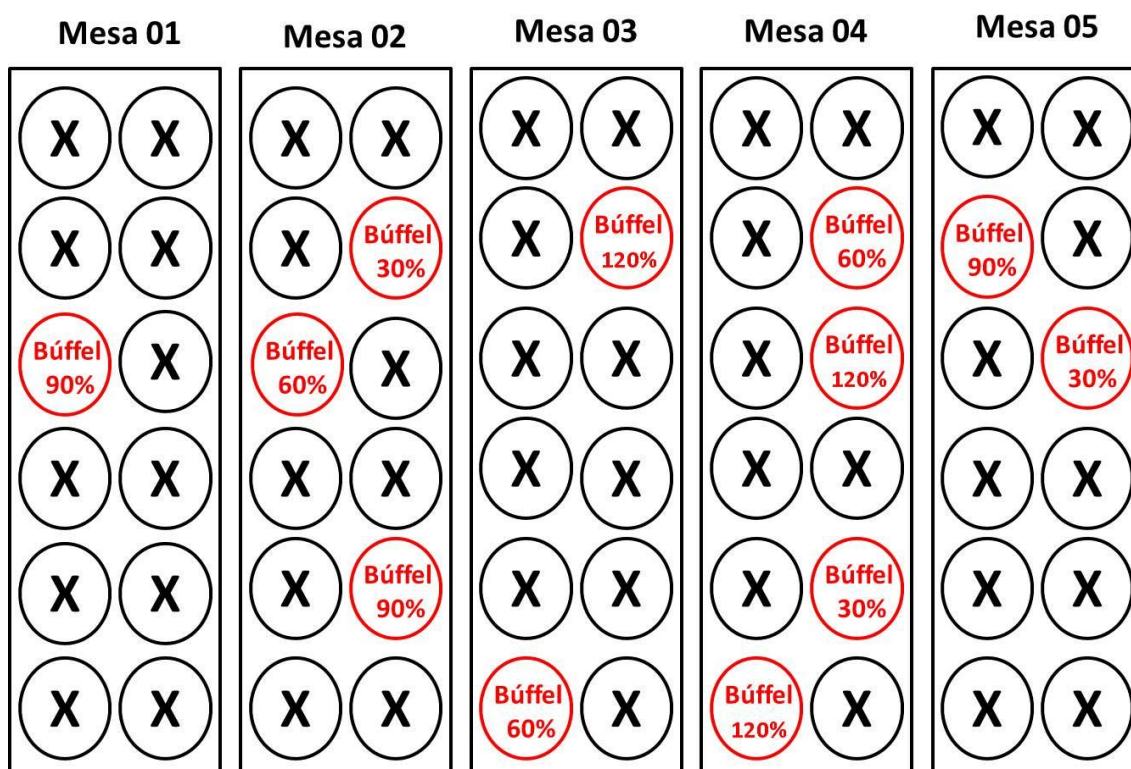 Mesa 01 Mesa 02 Mesa 03 Mesa 04 Mesa 05
X X X X X X X X X X
X X X Búffel X Búffel X Búffel Búffel X
30% 120% 60% 90%
Búffel X Búffel X X X X Búffel X Búffel
90% 60% 120% 30%
X X X X X X X X X X
X X X Búffel X X X Búffel X X
90% 30%
X X X X Búffel X Búffel X X X
60% 120%